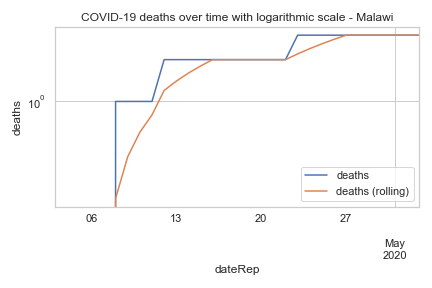 COVID-19 deaths over time with logarithmic scale - Malawi
10⁰
deaths
deaths
deaths (rolling)
06
13
20
27
May
2020
dateRep